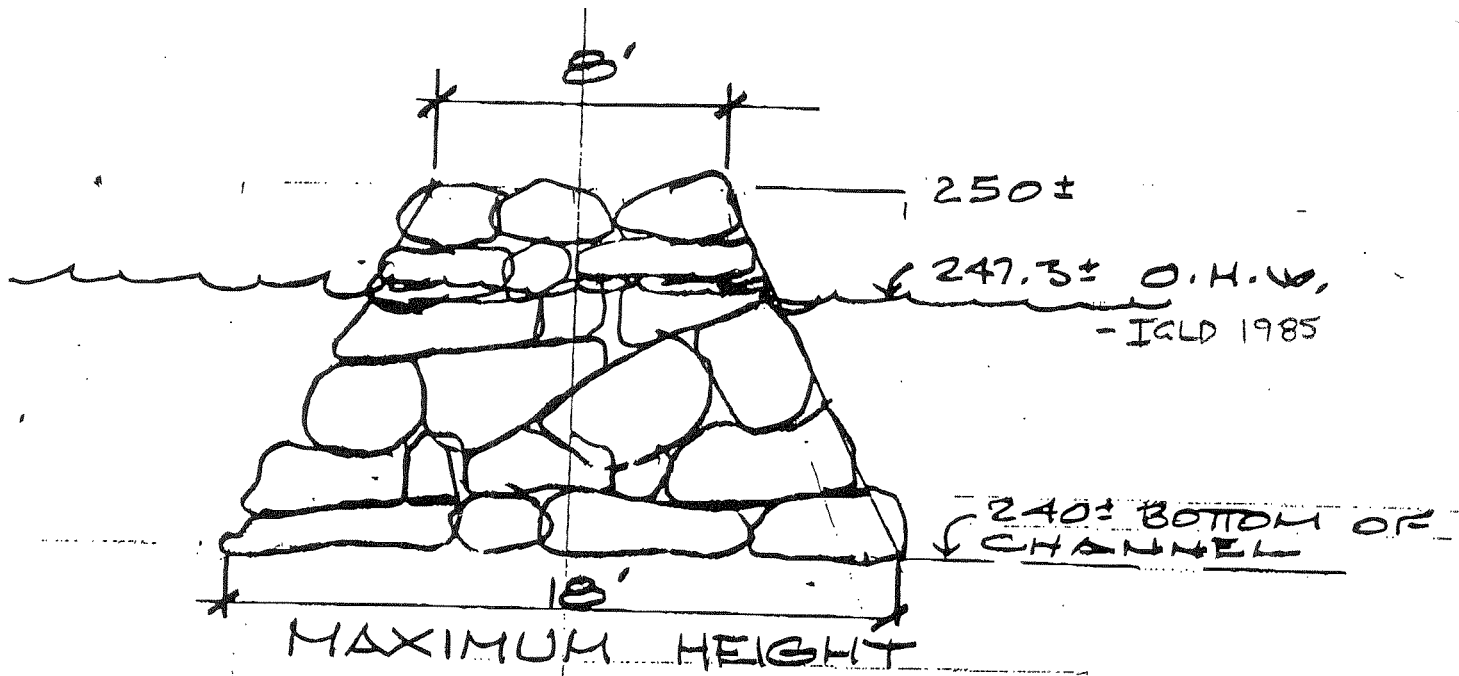 8'
250±
247.3± O.H.W.
- IGLD 1985
240± BOTTOM OF
CHANNEL
18'
MAXIMUM HEIGHT